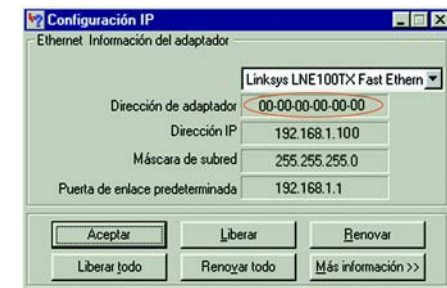 Configuración IP
Ethernet Información del adaptador
Linksys LNE100TX Fast Ethern
Dirección de adaptador 00-00-00-00-00-00
Dirección IP 192.168.1.100
Máscara de subred 255.255.255.0
Puerta de enlace predeterminada 192.168.1.1
Aceptar Liberar Renovar
Liberar todo Renovar todo Más información >>